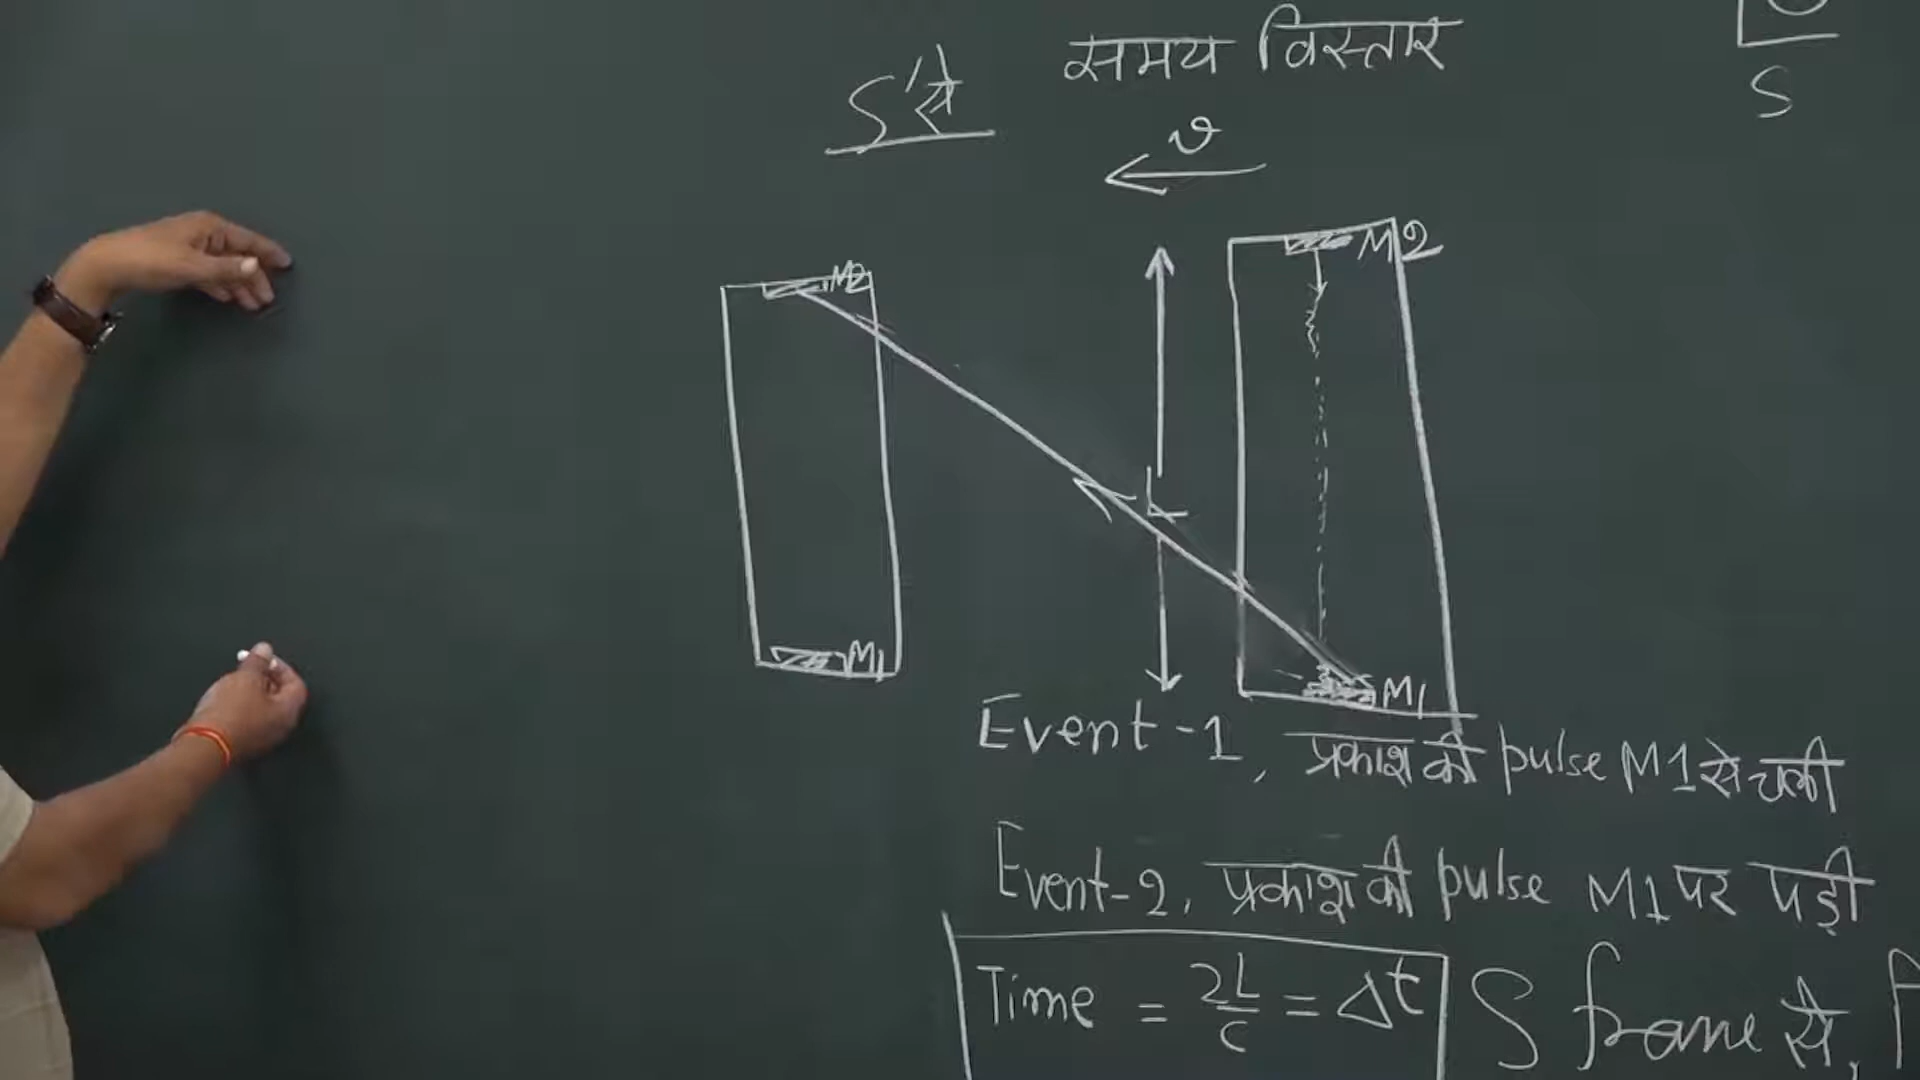 समय विस्तार
S' से
v
S
M2
M2
L
M1
M1
Event-1, प्रकाश की pulse M1 से चली
Event-2, प्रकाश की pulse M1 पर पड़ी
Time = 2L/c = Δt
S frame से,